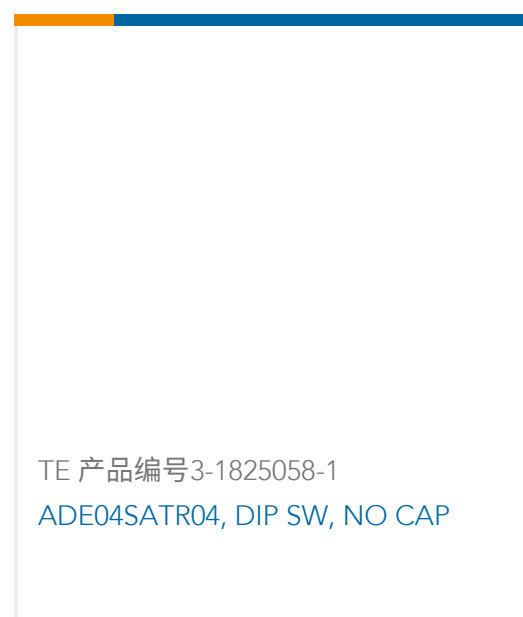 TE 产品编号3-1825058-1
ADE04SATR04, DIP SW, NO CAP